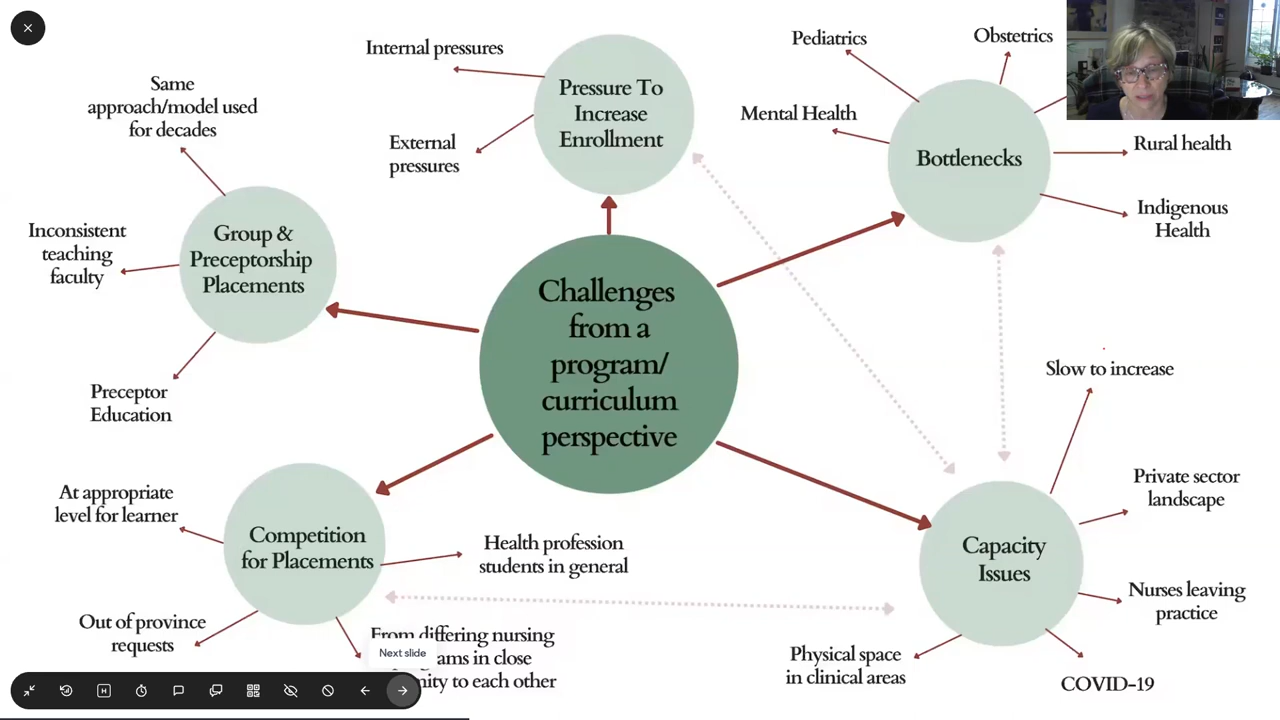 Internal pressures
External
pressures
Pressure To
Increase
Enrollment
Pediatrics
Obstetrics
Mental Health
Bottlenecks
Rural health
Indigenous
Health
Same
approach/model used
for decades
Inconsistent
teaching
faculty
Group &
Preceptorship
Placements
Preceptor
Education
Challenges
from a
program/
curriculum
perspective
Slow to increase
Private sector
landscape
Capacity
Issues
Nurses leaving
practice
COVID-19
Physical space
in clinical areas
At appropriate
level for learner
Competition
for Placements
Health profession
students in general
Out of province
requests
From differing nursing
in close
to each other
Next slide
H